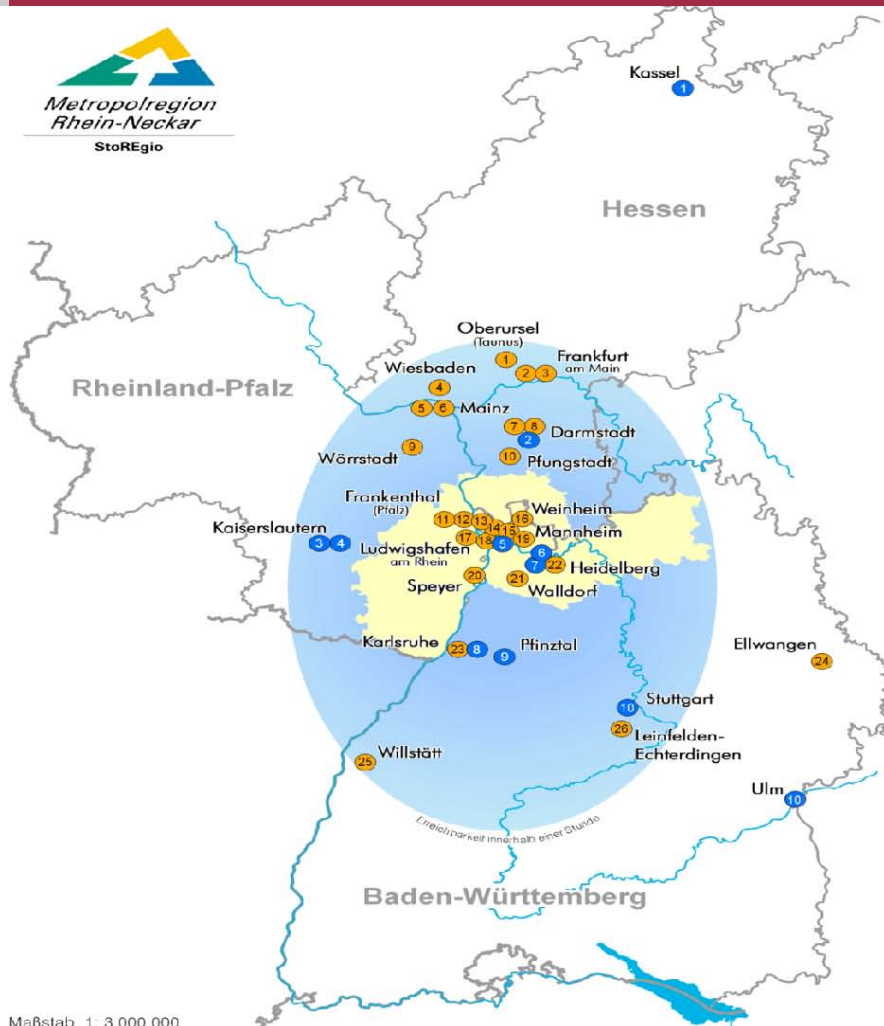 Metropolregion
Rhein-Neckar
StoREgio
Kassel
1
Hessen
Oberursel
(Taunus)
1
2 3
Frankfurt
am Main
Rheinland-Pfalz
Wiesbaden
4
5 6 Mainz
7 8
Darmstadt
2
9
Wörrstadt
10
Pfungstadt
Frankenthal
(Pfalz)
11 12 13 14 15 16
Weinheim
Mannheim
Kaiserslautern
3 4
17 18 19
5
Ludwigshafen
am Rhein
6
7 22 Heidelberg
Speyer
20
21
Walldorf
Karlsruhe
23 8
9
Pfinztal
Ellwangen
24
Stuttgart
10
26
Leinfelden-
Echterdingen
Willstätt
25
Ulm
10
Erreichbarkeit innerhalb einer Stunde
Baden-Württemberg
Maßstab 1: 3 000 000